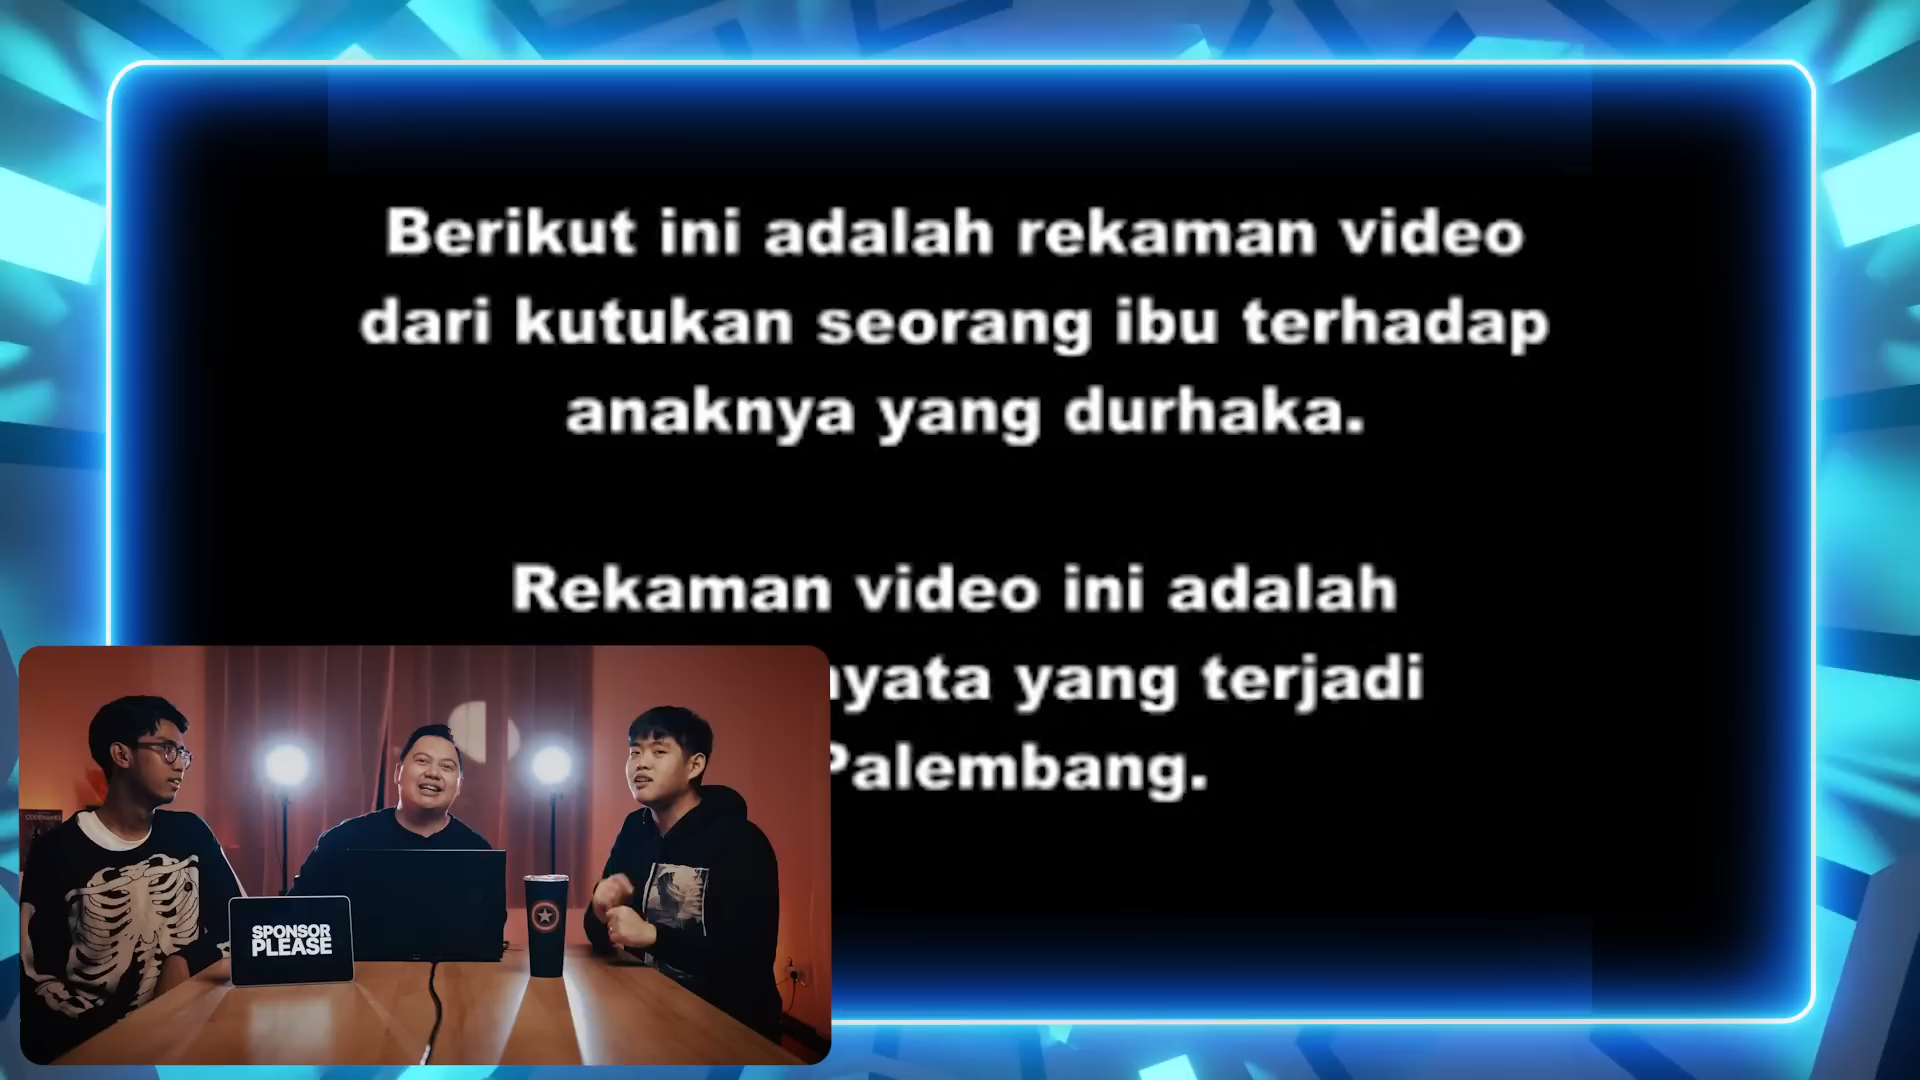 Berikut ini adalah rekaman video
dari kutukan seorang ibu terhadap
anaknya yang durhaka.
Rekaman video ini adalah
yang terjadi
Palembang.
CODENAMES
SPONSOR
PLEASE